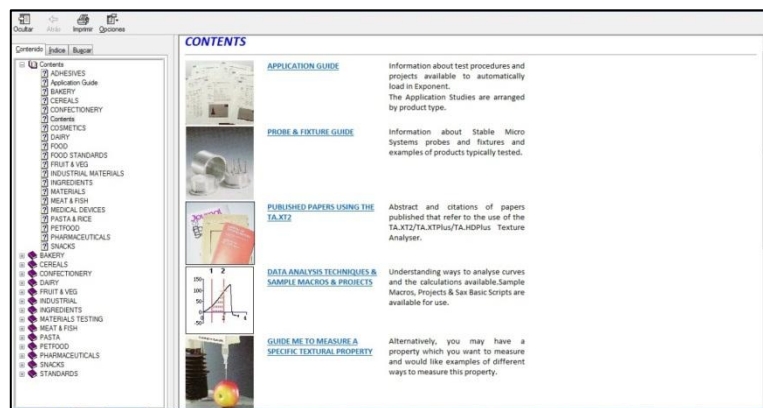 Ocultar Atrás Imprimir Opciones
Contenido Índice Buscar
Contents
ADHESIVES
Application Guide
BAKERY
CEREALS
CONFECTIONERY
Contents
COSMETICS
DAIRY
FOOD
FOOD STANDARDS
FRUIT & VEG
INDUSTRIAL MATERIALS
INGREDIENTS
MATERIALS
MEAT & FISH
MEDICAL DEVICES
PASTA & RICE
PETFOOD
PHARMACEUTICALS
SNACKS
BAKERY
CEREALS
CONFECTIONERY
DAIRY
FRUIT & VEG
INDUSTRIAL
INGREDIENTS
MATERIALS TESTING
MEAT & FISH
PASTA
PETFOOD
PHARMACEUTICALS
SNACKS
STANDARDS
CONTENTS
APPLICATION GUIDE
Information about test procedures and
projects available to automatically
load in Exponent.
The Application Studies are arranged
by product type.
PROBE & FIXTURE GUIDE
Information about Stable Micro
Systems probes and fixtures and
examples of products typically tested.
Journal
PUBLISHED PAPERS USING THE
TA.XT2
Abstract and citations of papers
published that refer to the use of the
TA.XT2/TA.XTPlus/TA.HDPlus Texture
Analyser.
1 2
150
100
50
0
-50
DATA ANALYSIS TECHNIQUES &
SAMPLE MACROS & PROJECTS
Understanding ways to analyse curves
and the calculations available.Sample
Macros, Projects & Sax Basic Scripts are
available for use.
GUIDE ME TO MEASURE A
SPECIFIC TEXTURAL PROPERTY
Alternatively, you may have a
property which you want to measure
and would like examples of different
ways to measure this property.